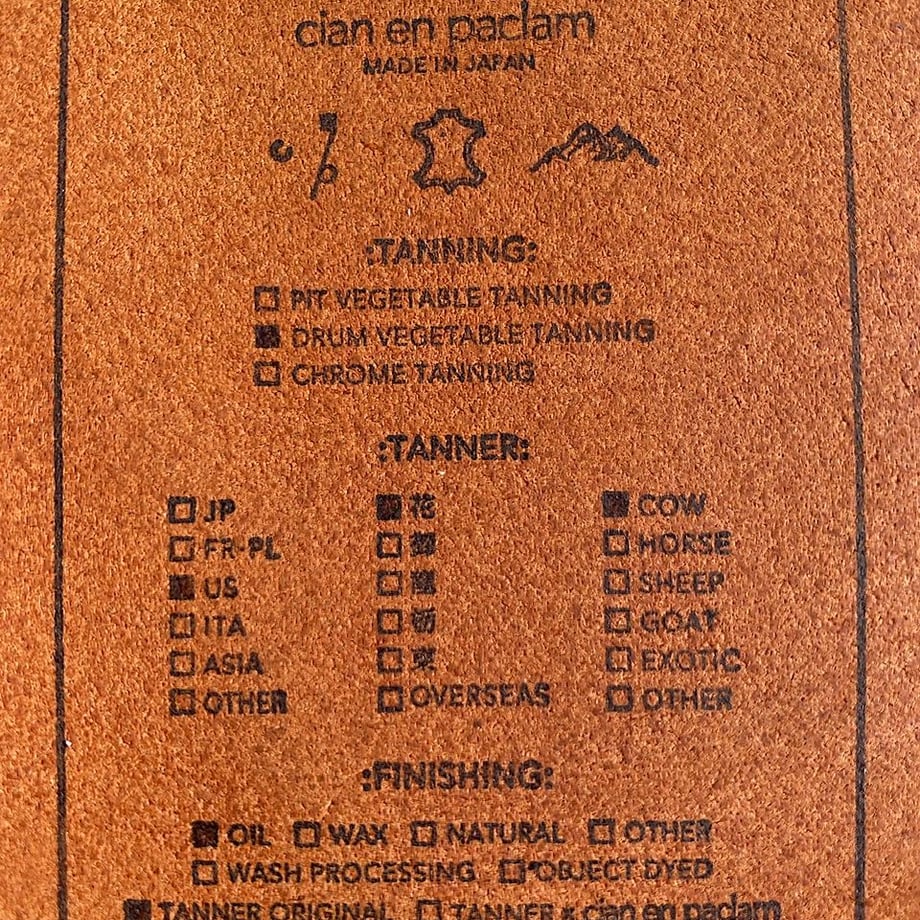 cian en paclam
MADE IN JAPAN
:TANNING:
□ PIT VEGETABLE TANNING
■ DRUM VEGETABLE TANNING
□ CHROME TANNING
:TANNER:
□ JP
□ FR-PL
■ US
□ ITA
□ ASIA
□ OTHER
□ OVERSEAS
■ COW
□ HORSE
□ SHEEP
□ GOAT
□ EXOTIC
□ OTHER
:FINISHING:
■ OIL □ WAX □ NATURAL □ OTHER
□ WASH PROCESSING □ *OBJECT DYED
■ TANNER ORIGINAL □ TANNER & cian en paclam